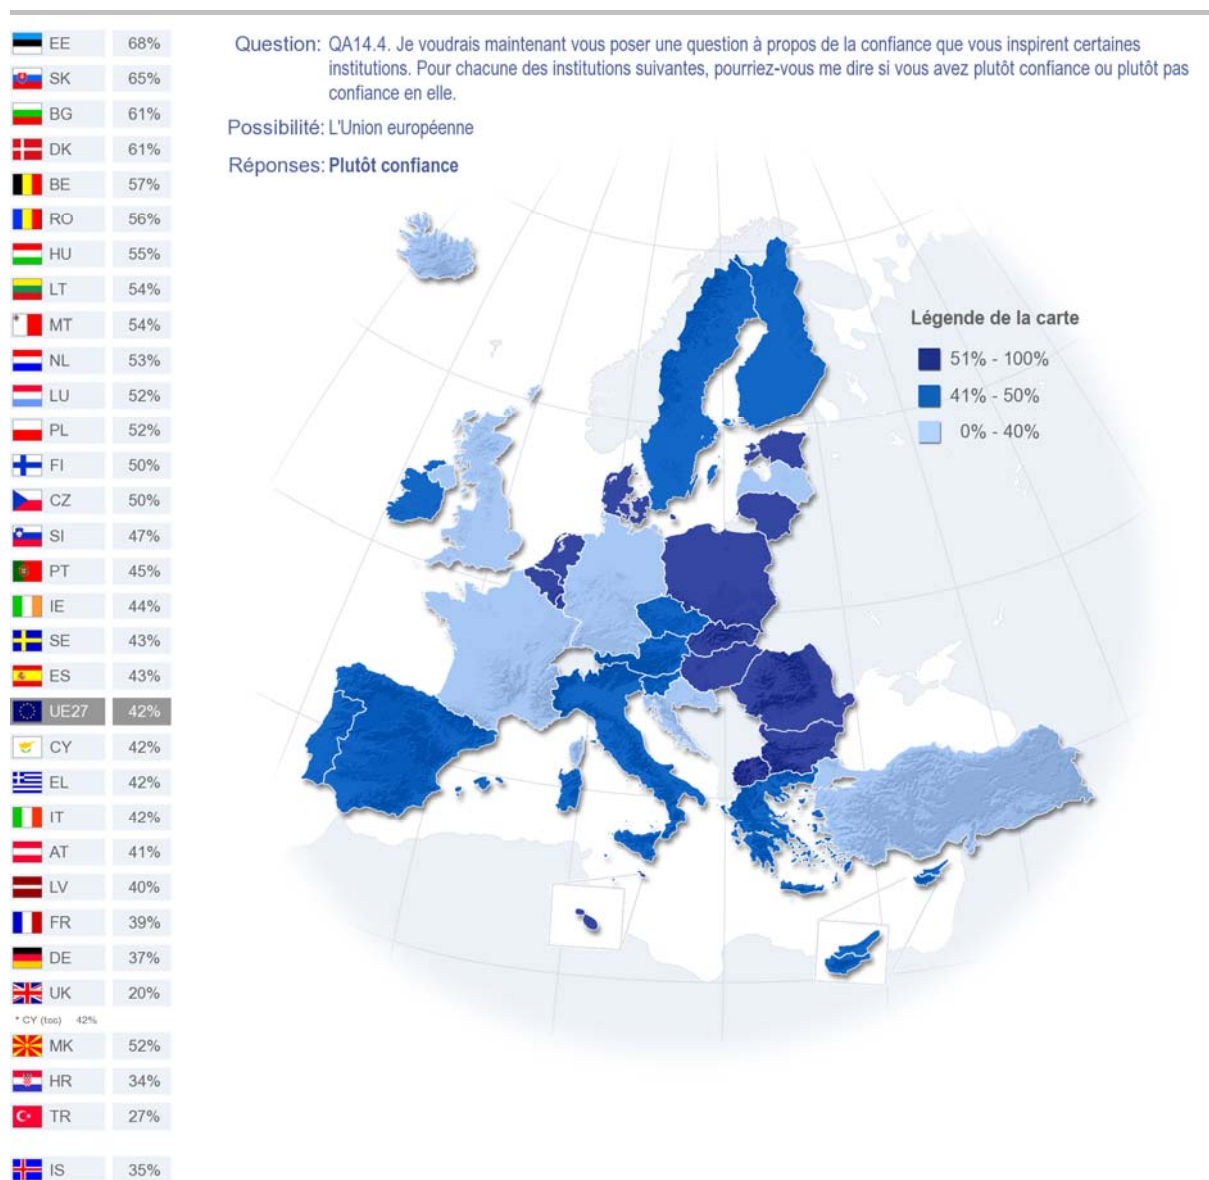 EE 68%
SK 65%
BG 61%
DK 61%
BE 57%
RO 56%
HU 55%
LT 54%
MT 54%
NL 53%
LU 52%
PL 52%
FI 50%
CZ 50%
SI 47%
PT 45%
IE 44%
SE 43%
ES 43%
UE27 42%
CY 42%
EL 42%
IT 42%
AT 41%
LV 40%
FR 39%
DE 37%
UK 20%
* CY (tcc) 42%
MK 52%
HR 34%
TR 27%
IS 35%
Question: QA14.4. Je voudrais maintenant vous poser une question à propos de la confiance que vous inspirent certaines
institutions. Pour chacune des institutions suivantes, pourriez-vous me dire si vous avez plutôt confiance ou plutôt pas
confiance en elle.
Possibilité: L'Union européenne
Réponses: Plutôt confiance
Légende de la carte
51% - 100%
41% - 50%
0% - 40%